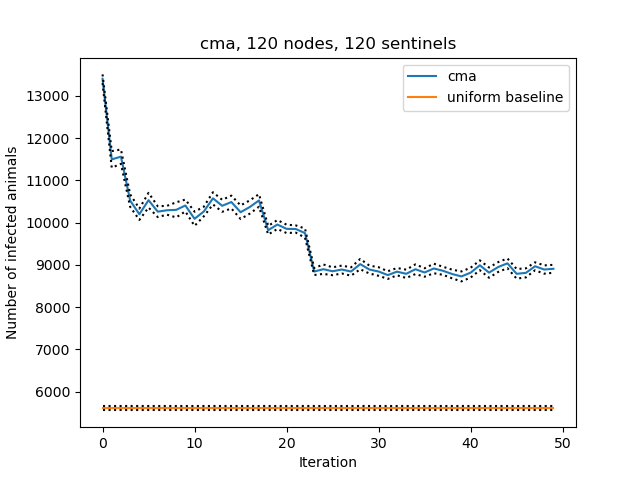 cma, 120 nodes, 120 sentinels
cma
uniform baseline
Number of infected animals
13000
12000
11000
10000
9000
8000
7000
6000
0 10 20 30 40 50
Iteration